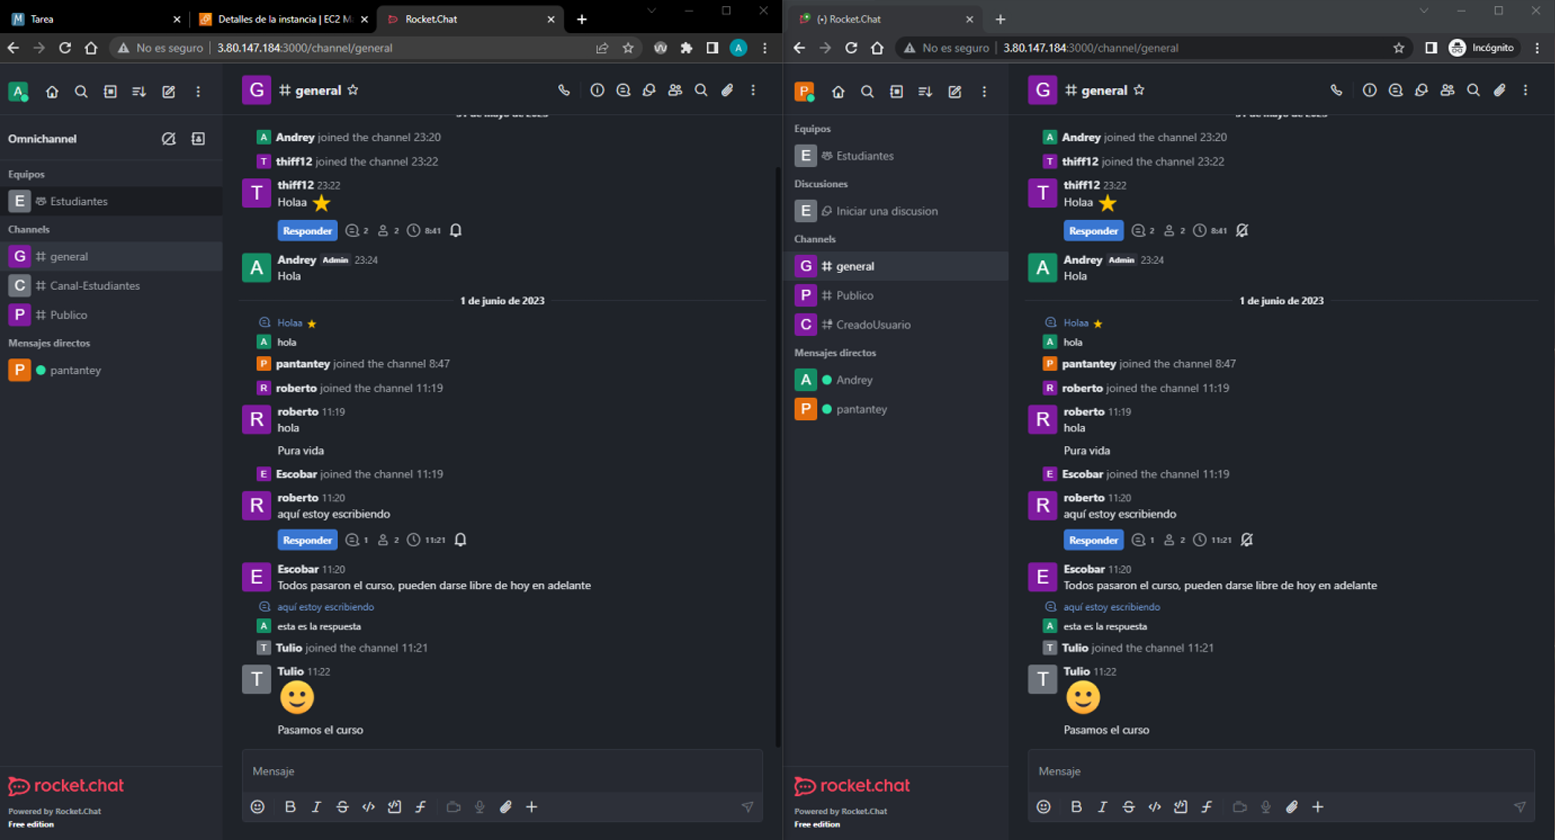 Tarea
Detalles de la instancia | EC2 M
Rocket.Chat
No es seguro | 3.80.147.184:3000/channel/general
A
A
Omnichannel
Equipos
E Estudiantes
Channels
G # general
C # Canal-Estudiantes
P # Publico
Mensajes directos
P pantantey
rocket.chat
Powered by Rocket.Chat
Free edition
G # general
31 de mayo de 2023
A Andrey joined the channel 23:20
T thiff12 joined the channel 23:22
T thiff12 23:22
Holaa ⭐
Responder 2 2 8:41
A Andrey Admin 23:24
Hola
1 de junio de 2023
Holaa ⭐
A hola
P pantantey joined the channel 8:47
R roberto joined the channel 11:19
R roberto 11:19
hola
Pura vida
E Escobar joined the channel 11:19
R roberto 11:20
aquí estoy escribiendo
Responder 1 2 11:21
E Escobar 11:20
Todos pasaron el curso, pueden darse libre de hoy en adelante
aquí estoy escribiendo
A esta es la respuesta
T Tulio joined the channel 11:21
T Tulio 11:22
🙂
Pasamos el curso
Mensaje
B I S
(•) Rocket.Chat
No es seguro | 3.80.147.184:3000/channel/general
Incógnito
P
Equipos
E Estudiantes
Discusiones
E Iniciar una discusion
Channels
G # general
P # Publico
C # CreadoUsuario
Mensajes directos
A Andrey
P pantantey
rocket.chat
Powered by Rocket.Chat
Free edition
G # general
31 de mayo de 2023
A Andrey joined the channel 23:20
T thiff12 joined the channel 23:22
T thiff12 23:22
Holaa ⭐
Responder 2 2 8:41
A Andrey Admin 23:24
Hola
1 de junio de 2023
Holaa ⭐
A hola
P pantantey joined the channel 8:47
R roberto joined the channel 11:19
R roberto 11:19
hola
Pura vida
E Escobar joined the channel 11:19
R roberto 11:20
aquí estoy escribiendo
Responder 1 2 11:21
E Escobar 11:20
Todos pasaron el curso, pueden darse libre de hoy en adelante
aquí estoy escribiendo
A esta es la respuesta
T Tulio joined the channel 11:21
T Tulio 11:22
🙂
Pasamos el curso
Mensaje
B I S